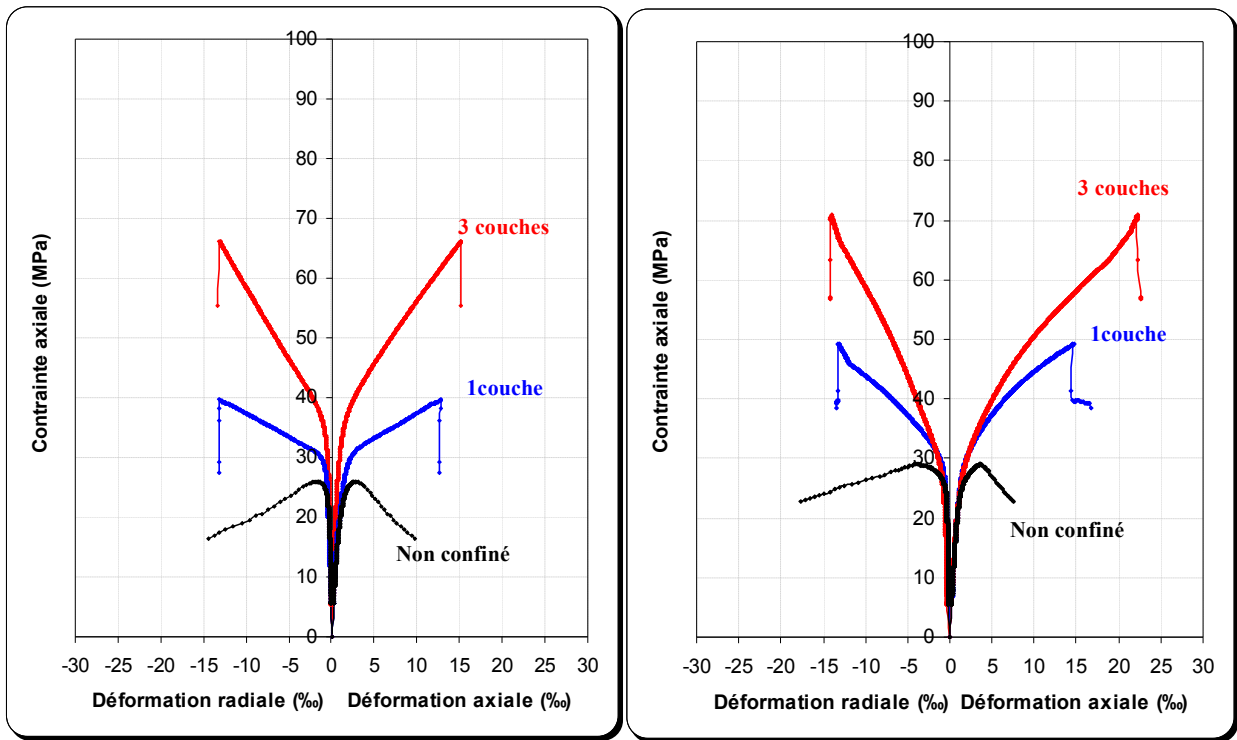 100
90
80
70
60
50
40
30
20
10
0
Contrainte axiale (MPa)
3 couches
1couche
Non confiné
-30 -25 -20 -15 -10 -5 0 5 10 15 20 25 30
Déformation radiale (‰) Déformation axiale (‰)
100
90
80
70
60
50
40
30
20
10
0
Contrainte axiale (MPa)
3 couches
1couche
Non confiné
-30 -25 -20 -15 -10 -5 0 5 10 15 20 25 30
Déformation radiale (‰) Déformation axiale (‰)